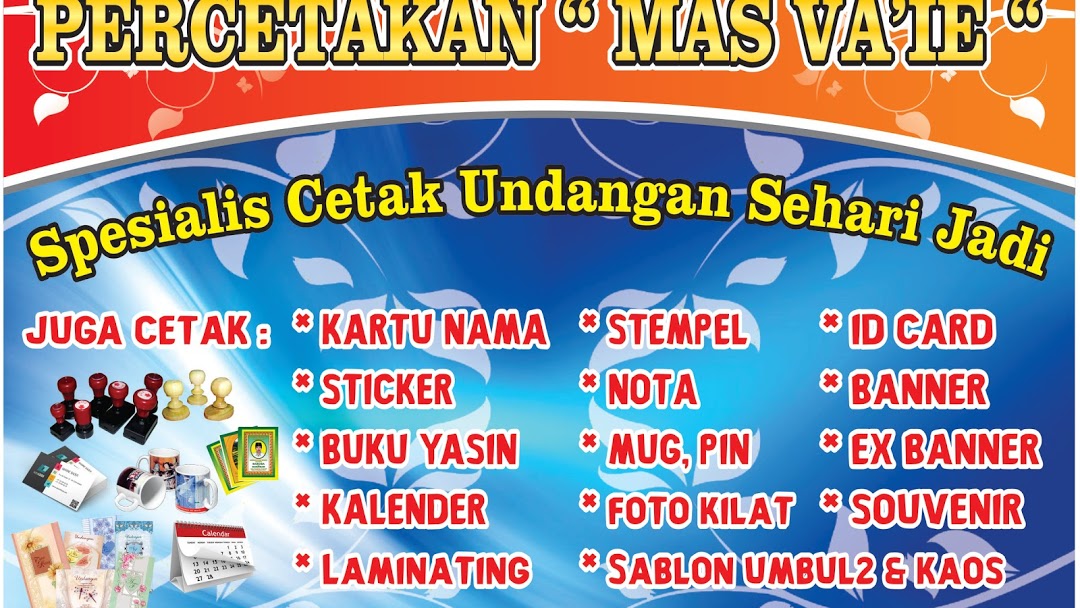 PERCETAKAN “ MAS VA’IE “
Spesialis Cetak Undangan Sehari Jadi
JUGA CETAK :
* KARTU NAMA
* STEMPEL
* ID CARD
* STICKER
* NOTA
* BANNER
* BUKU YASIN
* MUG, PIN
* EX BANNER
* KALENDER
* FOTO KILAT
* SOUVENIR
* LAMINATING
* SABLON UMBUL2 & KAOS
Calendar